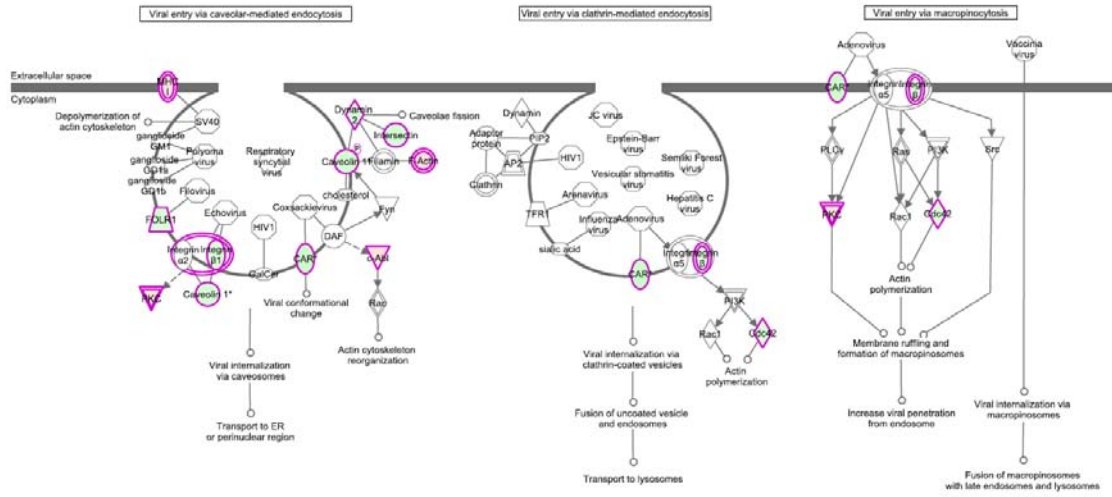 Viral entry via caveolar-mediated endocytosis
Viral entry via clathrin-mediated endocytosis
Viral entry via macropinocytosis
Extracellular space
Cytoplasm
MHC I
SV40
Depolymerization of
actin cytoskeleton
ganglioside
GM1
Polyoma
virus
ganglioside
GD1a
ganglioside
GD1b
Filovirus
FOLR1
Echovirus
Integrin
α2
Integrin
β1
PKC
Caveolin 1*
HIV1
GalCer
Respiratory
syncytial
virus
Dynamin
2
Caveolae fission
Intersectin
Caveolin 1*
Filamin
F-Actin
cholesterol
Coxsackievirus
Fyn
DAF
CAR*
c-Abl
Rac
Viral conformational
change
Actin cytoskeleton
reorganization
Viral internalization
via caveosomes
Transport to ER
or perinuclear region
Dynamin
Adaptor
protein
PIP2
AP2
HIV1
Clathrin
JC virus
Epstein-Barr
virus
Semliki Forest
virus
Vesicular stomatitis
virus
Hepatitis C
virus
Arenavirus
TFR1
Influenza
virus
sialic acid
Adenovirus
CAR*
Integrin
α5
Integrin
β
PI3K
Rac1
Cdc42
Actin
polymerization
Viral internalization via
clathrin-coated vesicles
Fusion of uncoated vesicle
and endosomes
Transport to lysosomes
Adenovirus
CAR*
Integrin
α5
Integrin
β
Vaccinia
virus
PLCγ
Ras
PI3K
Src
PKC
Rac1
Cdc42
Actin
polymerization
Membrane ruffling and
formation of macropinosomes
Increase viral penetration
from endosome
Viral internalization via
macropinosomes
Fusion of macropinosomes
with late endosomes and lysosomes